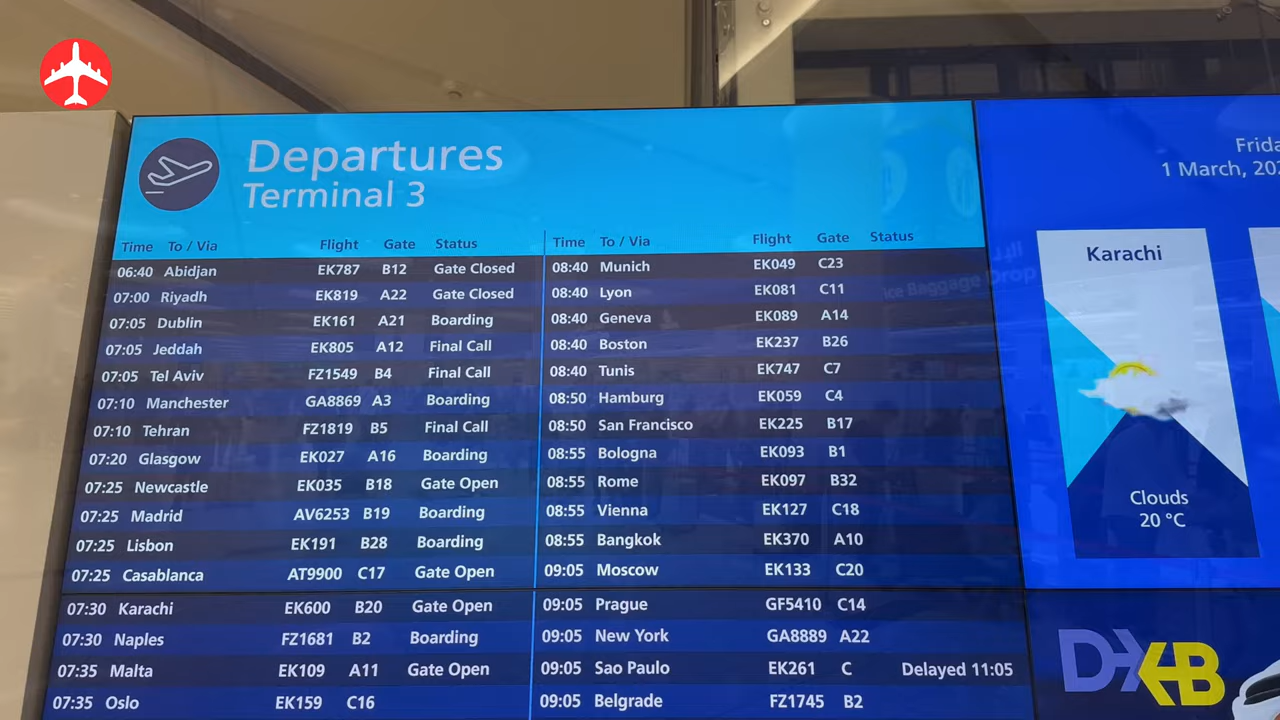 Departures
Terminal 3
Time To / Via Flight Gate Status
06:40 Abidjan EK787 B12 Gate Closed
07:00 Riyadh EK819 A22 Gate Closed
07:05 Dublin EK161 A21 Boarding
07:05 Jeddah EK805 A12 Final Call
07:05 Tel Aviv FZ1549 B4 Final Call
07:10 Manchester GA8869 A3 Boarding
07:10 Tehran FZ1819 B5 Final Call
07:20 Glasgow EK027 A16 Boarding
07:25 Newcastle EK035 B18 Gate Open
07:25 Madrid AV6253 B19 Boarding
07:25 Lisbon EK191 B28 Boarding
07:25 Casablanca AT9900 C17 Gate Open
07:30 Karachi EK600 B20 Gate Open
07:30 Naples FZ1681 B2 Boarding
07:35 Malta EK109 A11 Gate Open
07:35 Oslo EK159 C16
Time To / Via Flight Gate Status
08:40 Munich EK049 C23
08:40 Lyon EK081 C11
08:40 Geneva EK089 A14
08:40 Boston EK237 B26
08:40 Tunis EK747 C7
08:50 Hamburg EK059 C4
08:50 San Francisco EK225 B17
08:55 Bologna EK093 B1
08:55 Rome EK097 B32
08:55 Vienna EK127 C18
08:55 Bangkok EK370 A10
09:05 Moscow EK133 C20
09:05 Prague GF5410 C14
09:05 New York GA8889 A22
09:05 Sao Paulo EK261 C Delayed 11:05
09:05 Belgrade FZ1745 B2
Frida
1 March, 202
Karachi
Clouds
20 °C
DXB
Baggage Drop